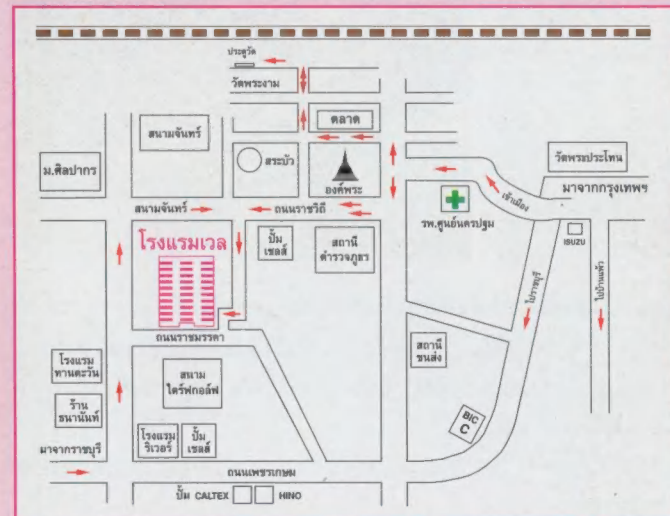 ประตูวัด
วัดพระงาม
ตลาด
สนามจันทร์
สระบัว
องค์พระ
ม.ศิลปากร
วัดพระประโทน
มาจากกรุงเทพฯ
เข้าเมือง
รพ.ศูนย์นครปฐม
ISUZU
สนามจันทร์
ถนนราชวิถี
โรงแรมเวล
ปั๊ม
เชลล์
สถานี
ตำรวจภูธร
ไปราชบุรี
ไปบ้านแพ้ว
ถนนราชมรรคา
สถานี
ขนส่ง
โรงแรม
ทานตะวัน
สนาม
ไดร์ฟกอล์ฟ
ร้าน
ธนานันท์
BIG
C
มาจากราชบุรี
โรงแรม
ริเวอร์
ปั๊ม
เชลล์
ถนนเพชรเกษม
ปั๊ม CALTEX
HINO